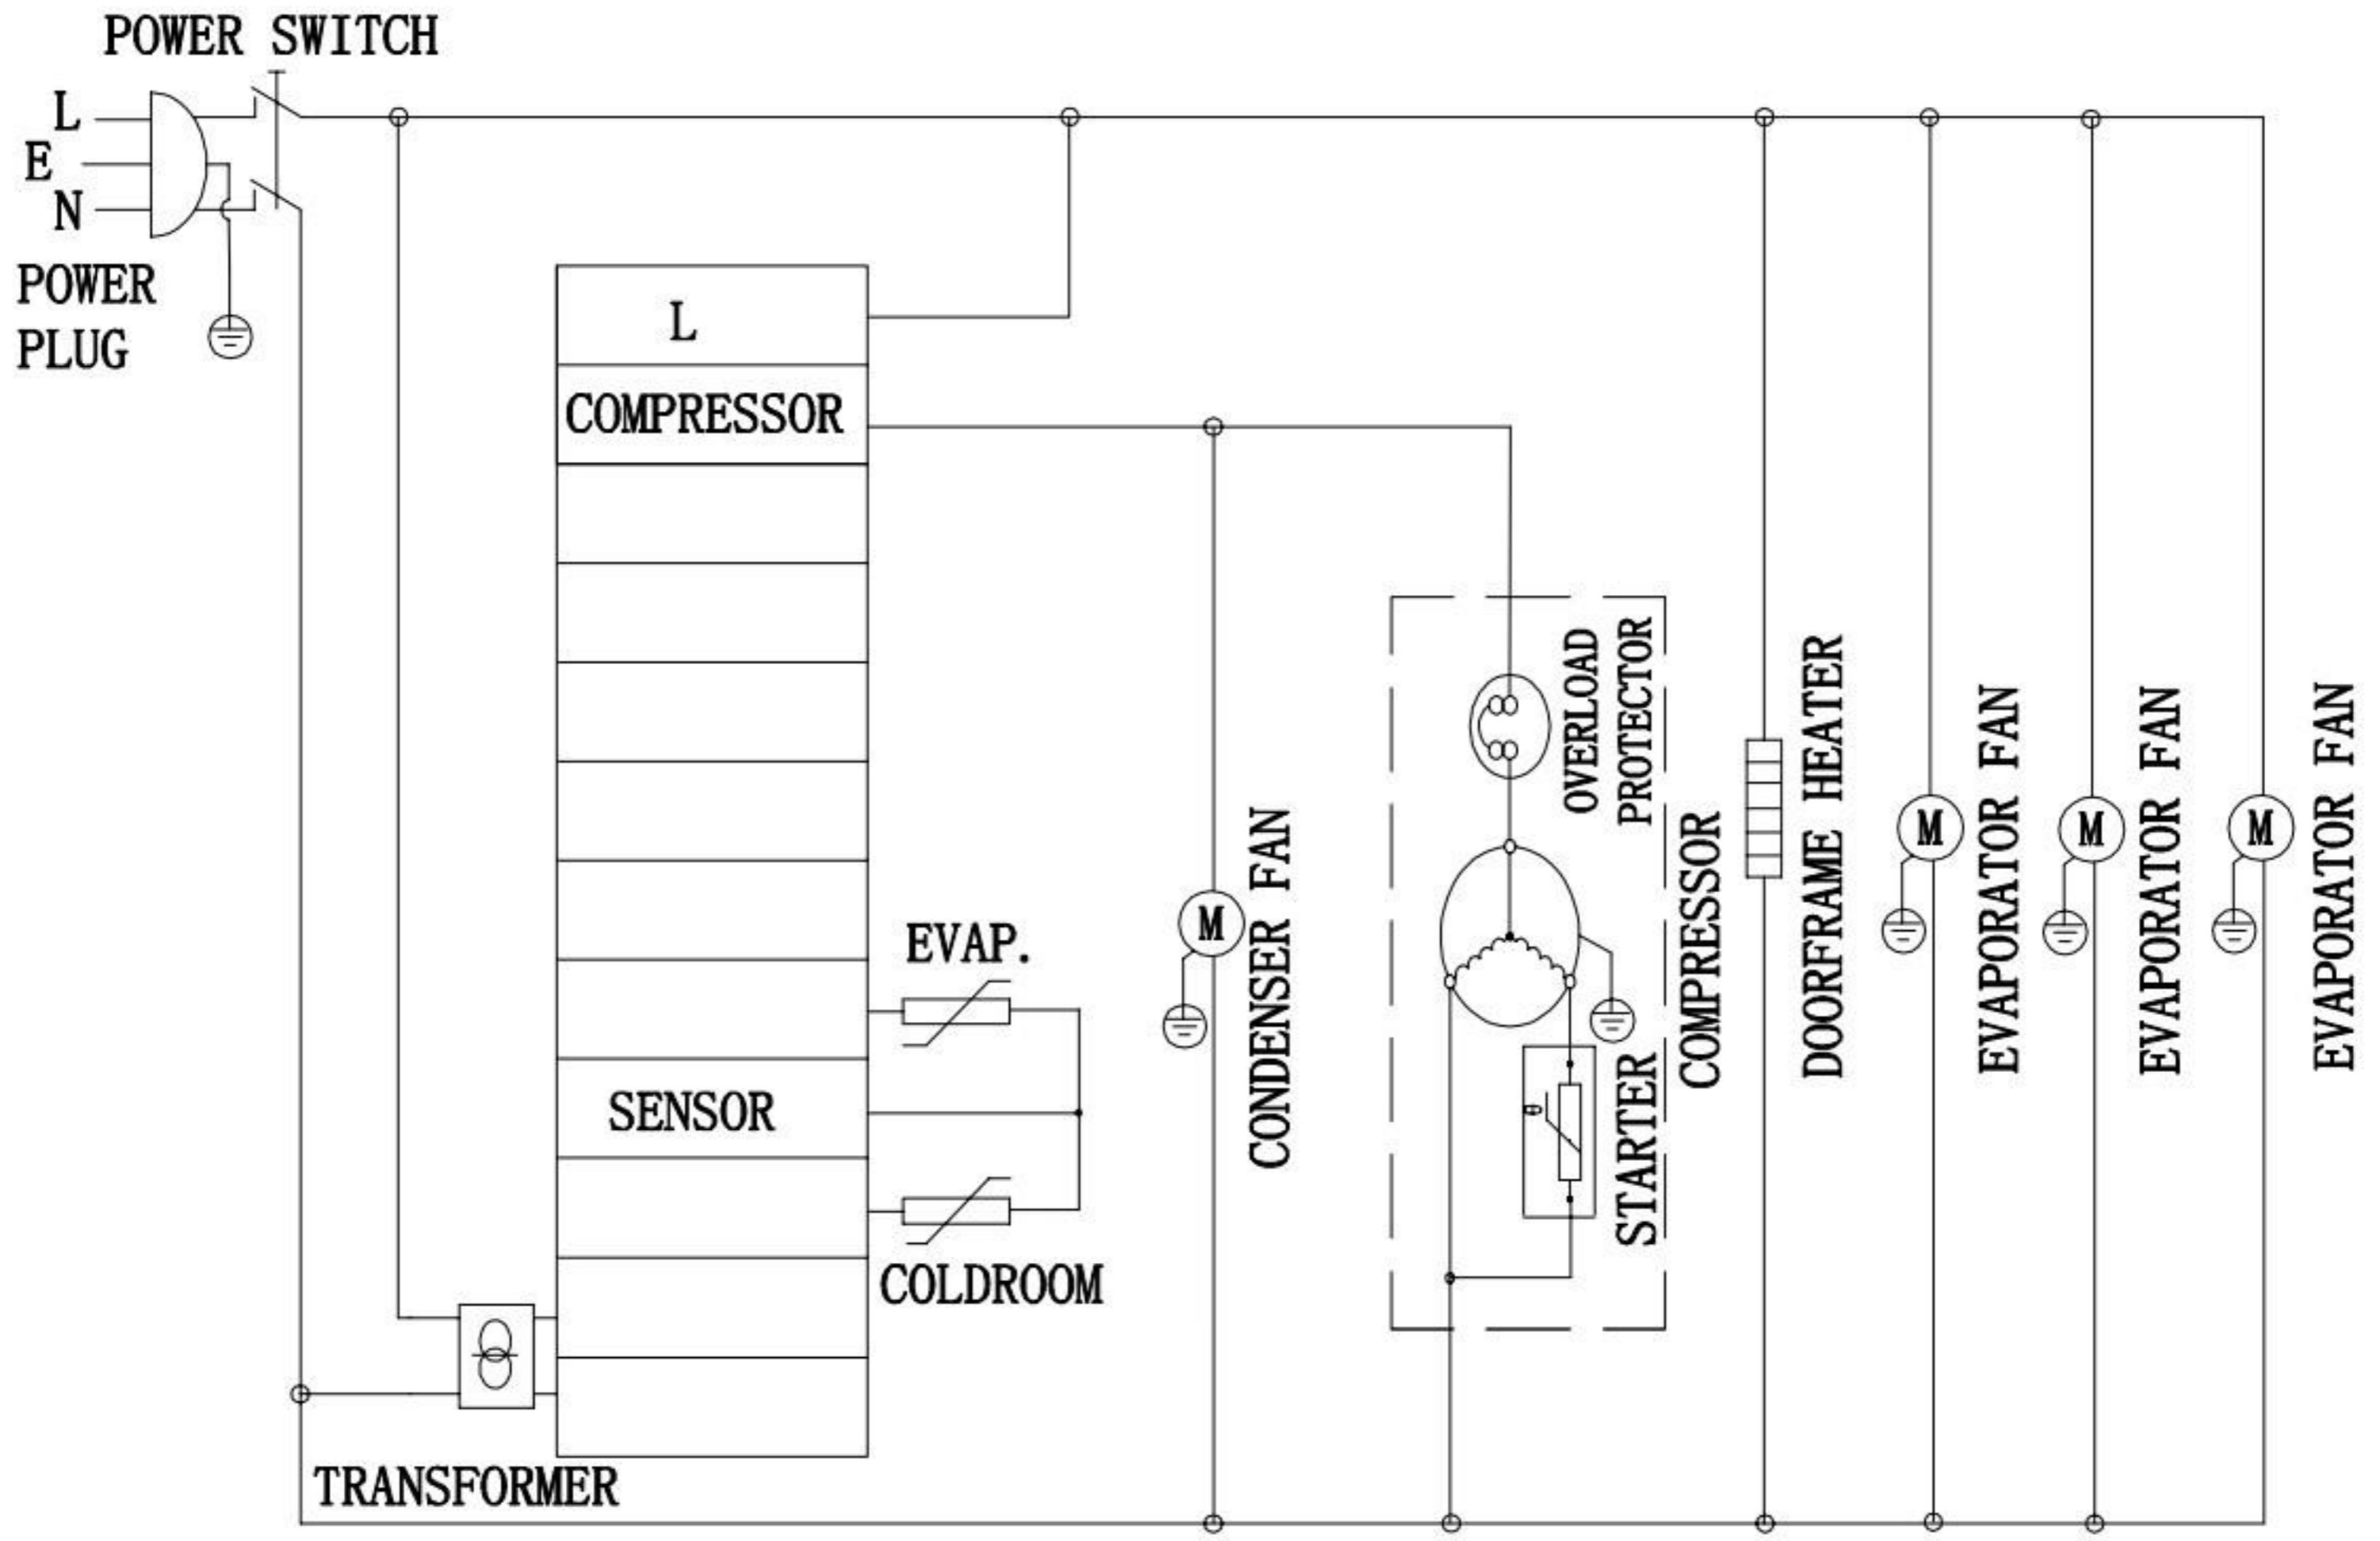 POWER SWITCH
L
E
N
POWER
PLUG
L
COMPRESSOR
SENSOR
EVAP.
COLDROOM
TRANSFORMER
M
CONDENSER FAN
OVERLOAD
PROTECTOR
θ
STARTER
COMPRESSOR
DOORFRAME HEATER
M
EVAPORATOR FAN
M
EVAPORATOR FAN
M
EVAPORATOR FAN